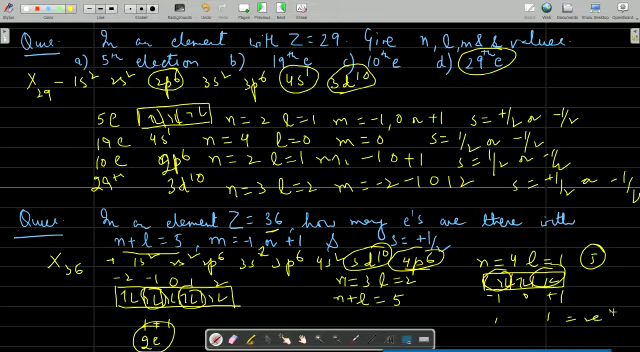 Ques: In an element with Z = 29. Give n, l, m & s values.
a) 5th electron b) 19th e c) 10th e d) 29th e
X29 - 1s² 2s² 2p⁶ 3s² 3p⁶ 4s¹ 3d¹⁰
5e n = 2 l = 1 m = -1, 0 or +1 s = +1/2 or -1/2
19e 4s¹ n = 4 l = 0 m = 0 s = 1/2 or -1/2
10e 2p⁶ n = 2 l = 1 m = -1 0 +1 s = 1/2 or -1/2
29th 3d¹⁰ n = 3 l = 2 m = -2 -1 0 1 2 s = +1/2 or -1/2
Ques: In an element Z = 36, how many e's are there with
n + l = 5, m = -1 or +1 & s = +1/2
X36 1s² 2s² 2p⁶ 3s² 3p⁶ 4s² 3d¹⁰ 4p⁶ n = 4 l = 1 5
-2 -1 0 1 2 n = 3 l = 2
n + l = 5 -1 0 +1
2e